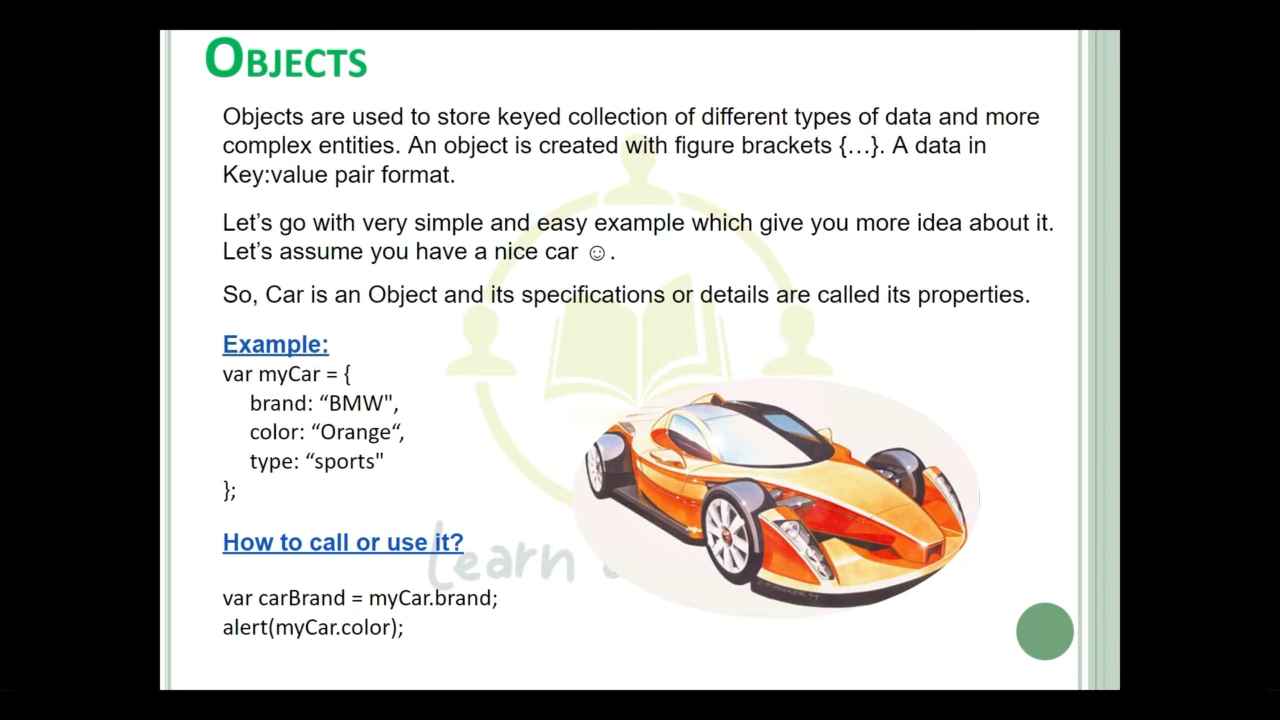 OBJECTS
Objects are used to store keyed collection of different types of data and more
complex entities. An object is created with figure brackets {…}. A data in
Key:value pair format.
Let’s go with very simple and easy example which give you more idea about it.
Let’s assume you have a nice car ☺.
So, Car is an Object and its specifications or details are called its properties.
Example:
var myCar = {
brand: “BMW",
color: “Orange“,
type: “sports"
};
How to call or use it?
Learn
var carBrand = myCar.brand;
alert(myCar.color);